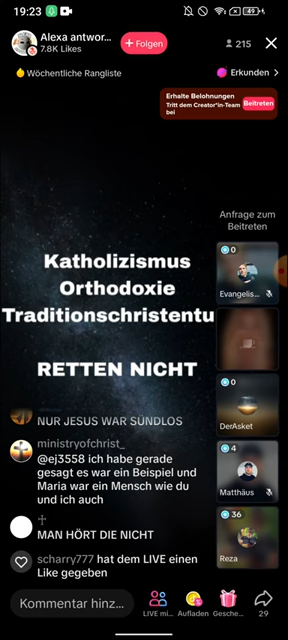 19:23
49
Alexa antwor...
7.8K Likes
+ Folgen
215
Wöchentliche Rangliste
Erkunden
Erhalte Belohnungen
Tritt dem Creator*in-Team
bei
Beitreten
Anfrage zum
Beitreten
Katholizismus
Orthodoxie
Traditionschristentu
RETTEN NICHT
0
Evangelis...
0
DerAsket
4
Matthäus
36
Reza
NUR JESUS WAR SÜNDLOS
ministryofchrist_
@ej3558 ich habe gerade
gesagt es war ein Beispiel und
Maria war ein Mensch wie du
und ich auch
MAN HÖRT DIE NICHT
scharry777 hat dem LIVE einen
Like gegeben
Kommentar hinz...
LIVE mi...
Aufladen
Gesche...
29